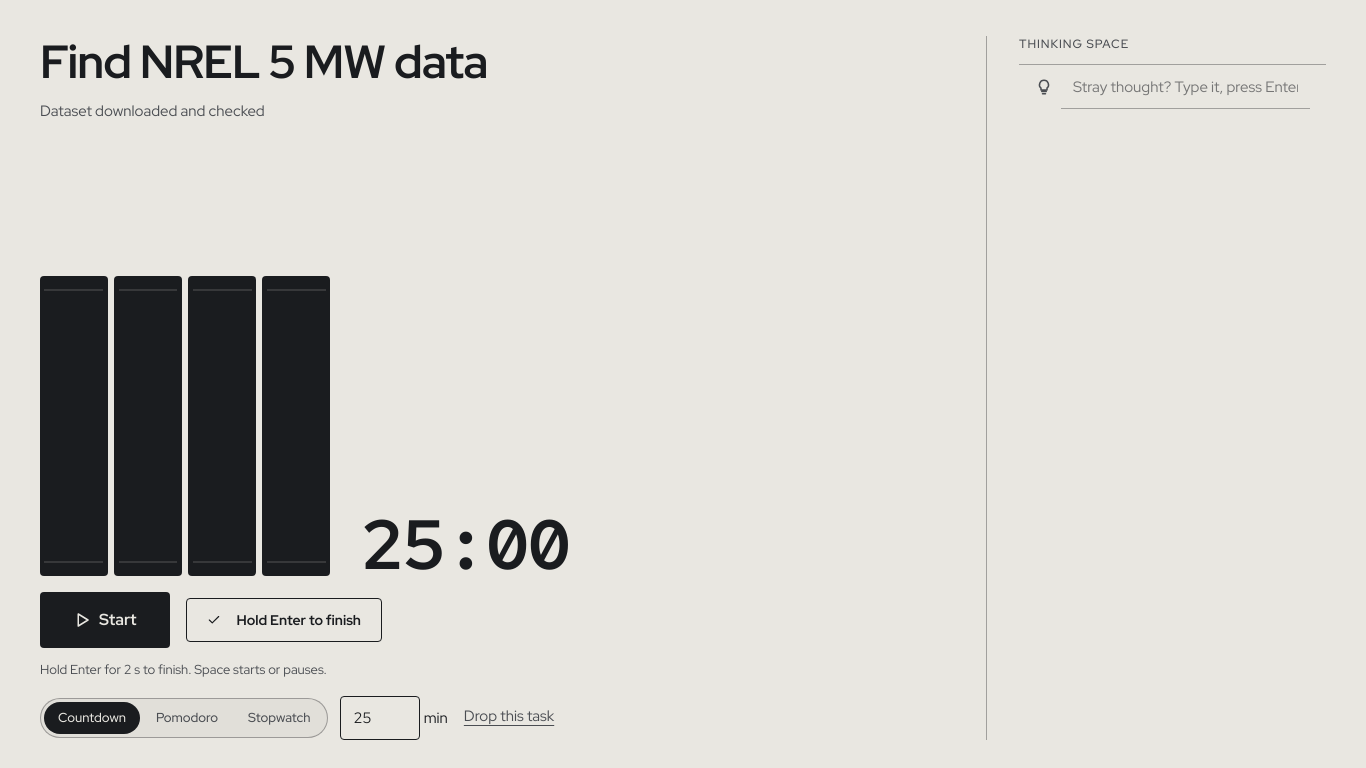 Find NREL 5 MW data
Dataset downloaded and checked
25:00
Start
Hold Enter to finish
Hold Enter for 2 s to finish. Space starts or pauses.
Countdown Pomodoro Stopwatch 25 min Drop this task
THINKING SPACE
Stray thought? Type it, press Enter